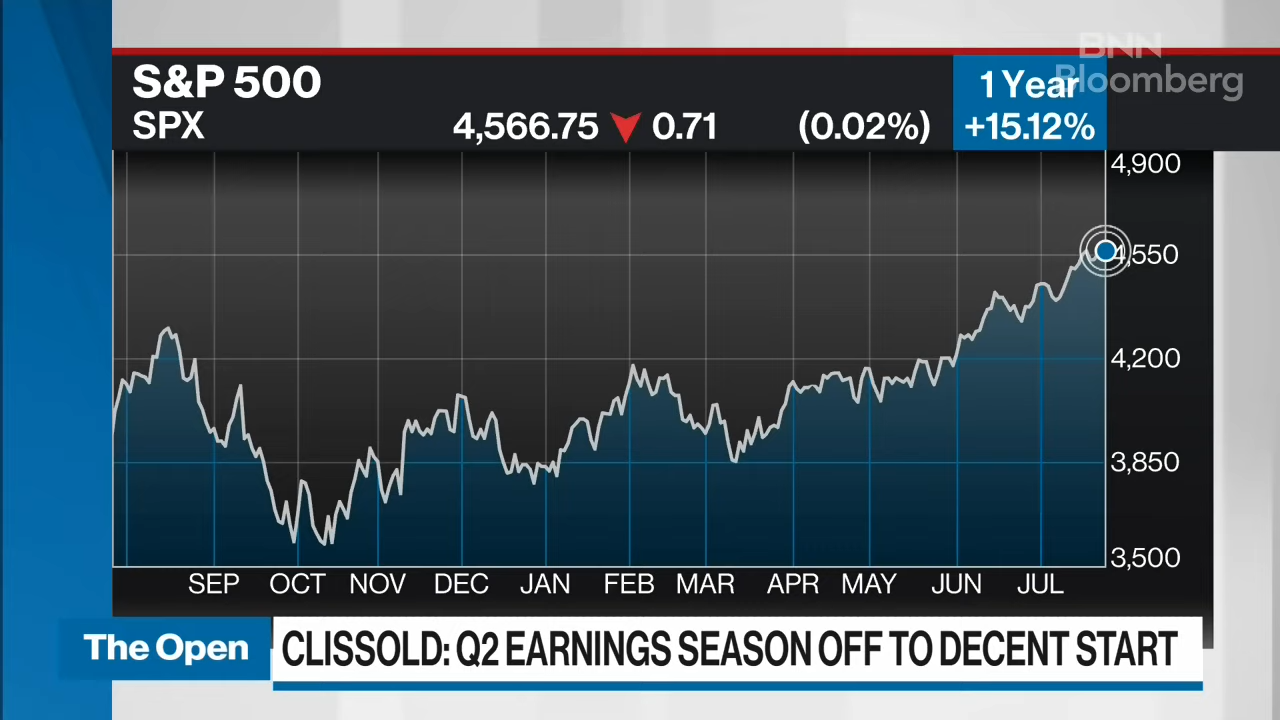 BNN
Bloomberg
S&P 500
SPX
4,566.75 0.71 (0.02%)
1 Year
+15.12%
4,900
4,550
4,200
3,850
3,500
SEP OCT NOV DEC JAN FEB MAR APR MAY JUN JUL
The Open
CLISSOLD: Q2 EARNINGS SEASON OFF TO DECENT START